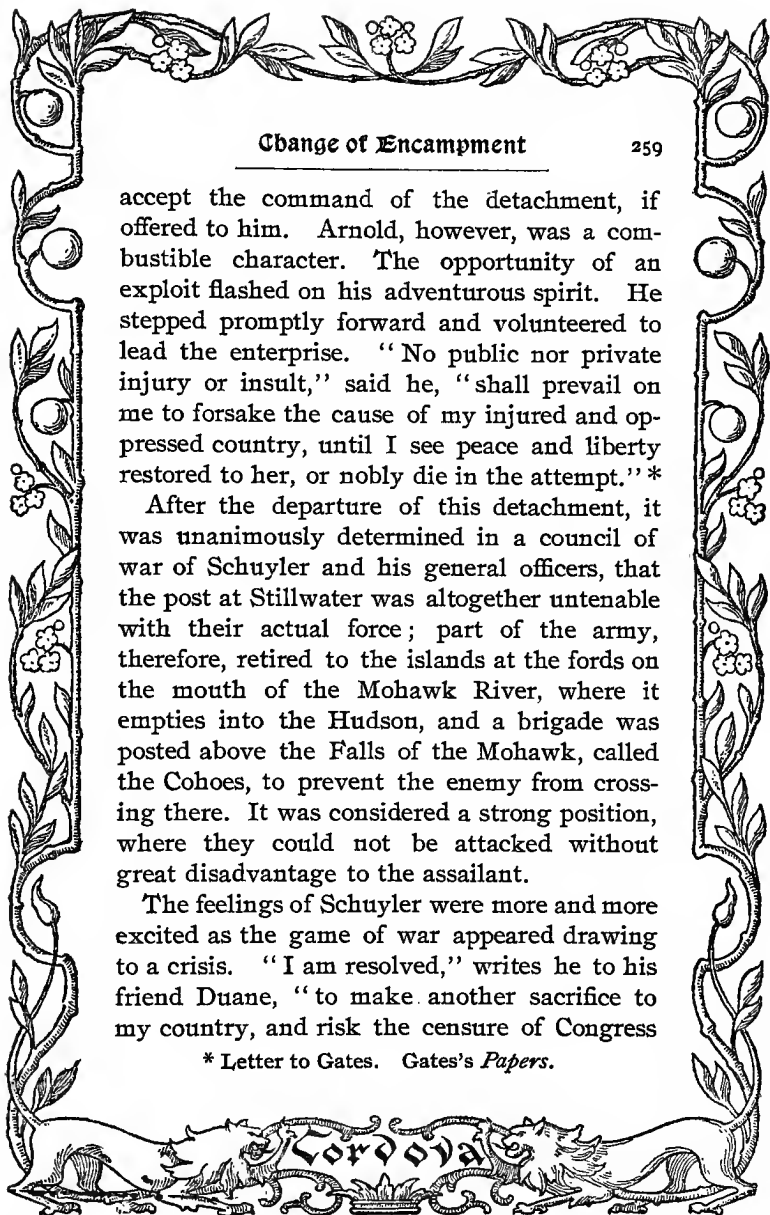 Change of Encampment 259
accept the command of the detachment, if
offered to him. Arnold, however, was a com-
bustible character. The opportunity of an
exploit flashed on his adventurous spirit. He
stepped promptly forward and volunteered to
lead the enterprise. “No public nor private
injury or insult,” said he, “shall prevail on
me to forsake the cause of my injured and op-
pressed country, until I see peace and liberty
restored to her, or nobly die in the attempt.” *
After the departure of this detachment, it
was unanimously determined in a council of
war of Schuyler and his general officers, that
the post at Stillwater was altogether untenable
with their actual force; part of the army,
therefore, retired to the islands at the fords on
the mouth of the Mohawk River, where it
empties into the Hudson, and a brigade was
posted above the Falls of the Mohawk, called
the Cohoes, to prevent the enemy from cross-
ing there. It was considered a strong position,
where they could not be attacked without
great disadvantage to the assailant.
The feelings of Schuyler were more and more
excited as the game of war appeared drawing
to a crisis. “I am resolved,” writes he to his
friend Duane, “to make another sacrifice to
my country, and risk the censure of Congress
* Letter to Gates. Gates's Papers.
Cordova